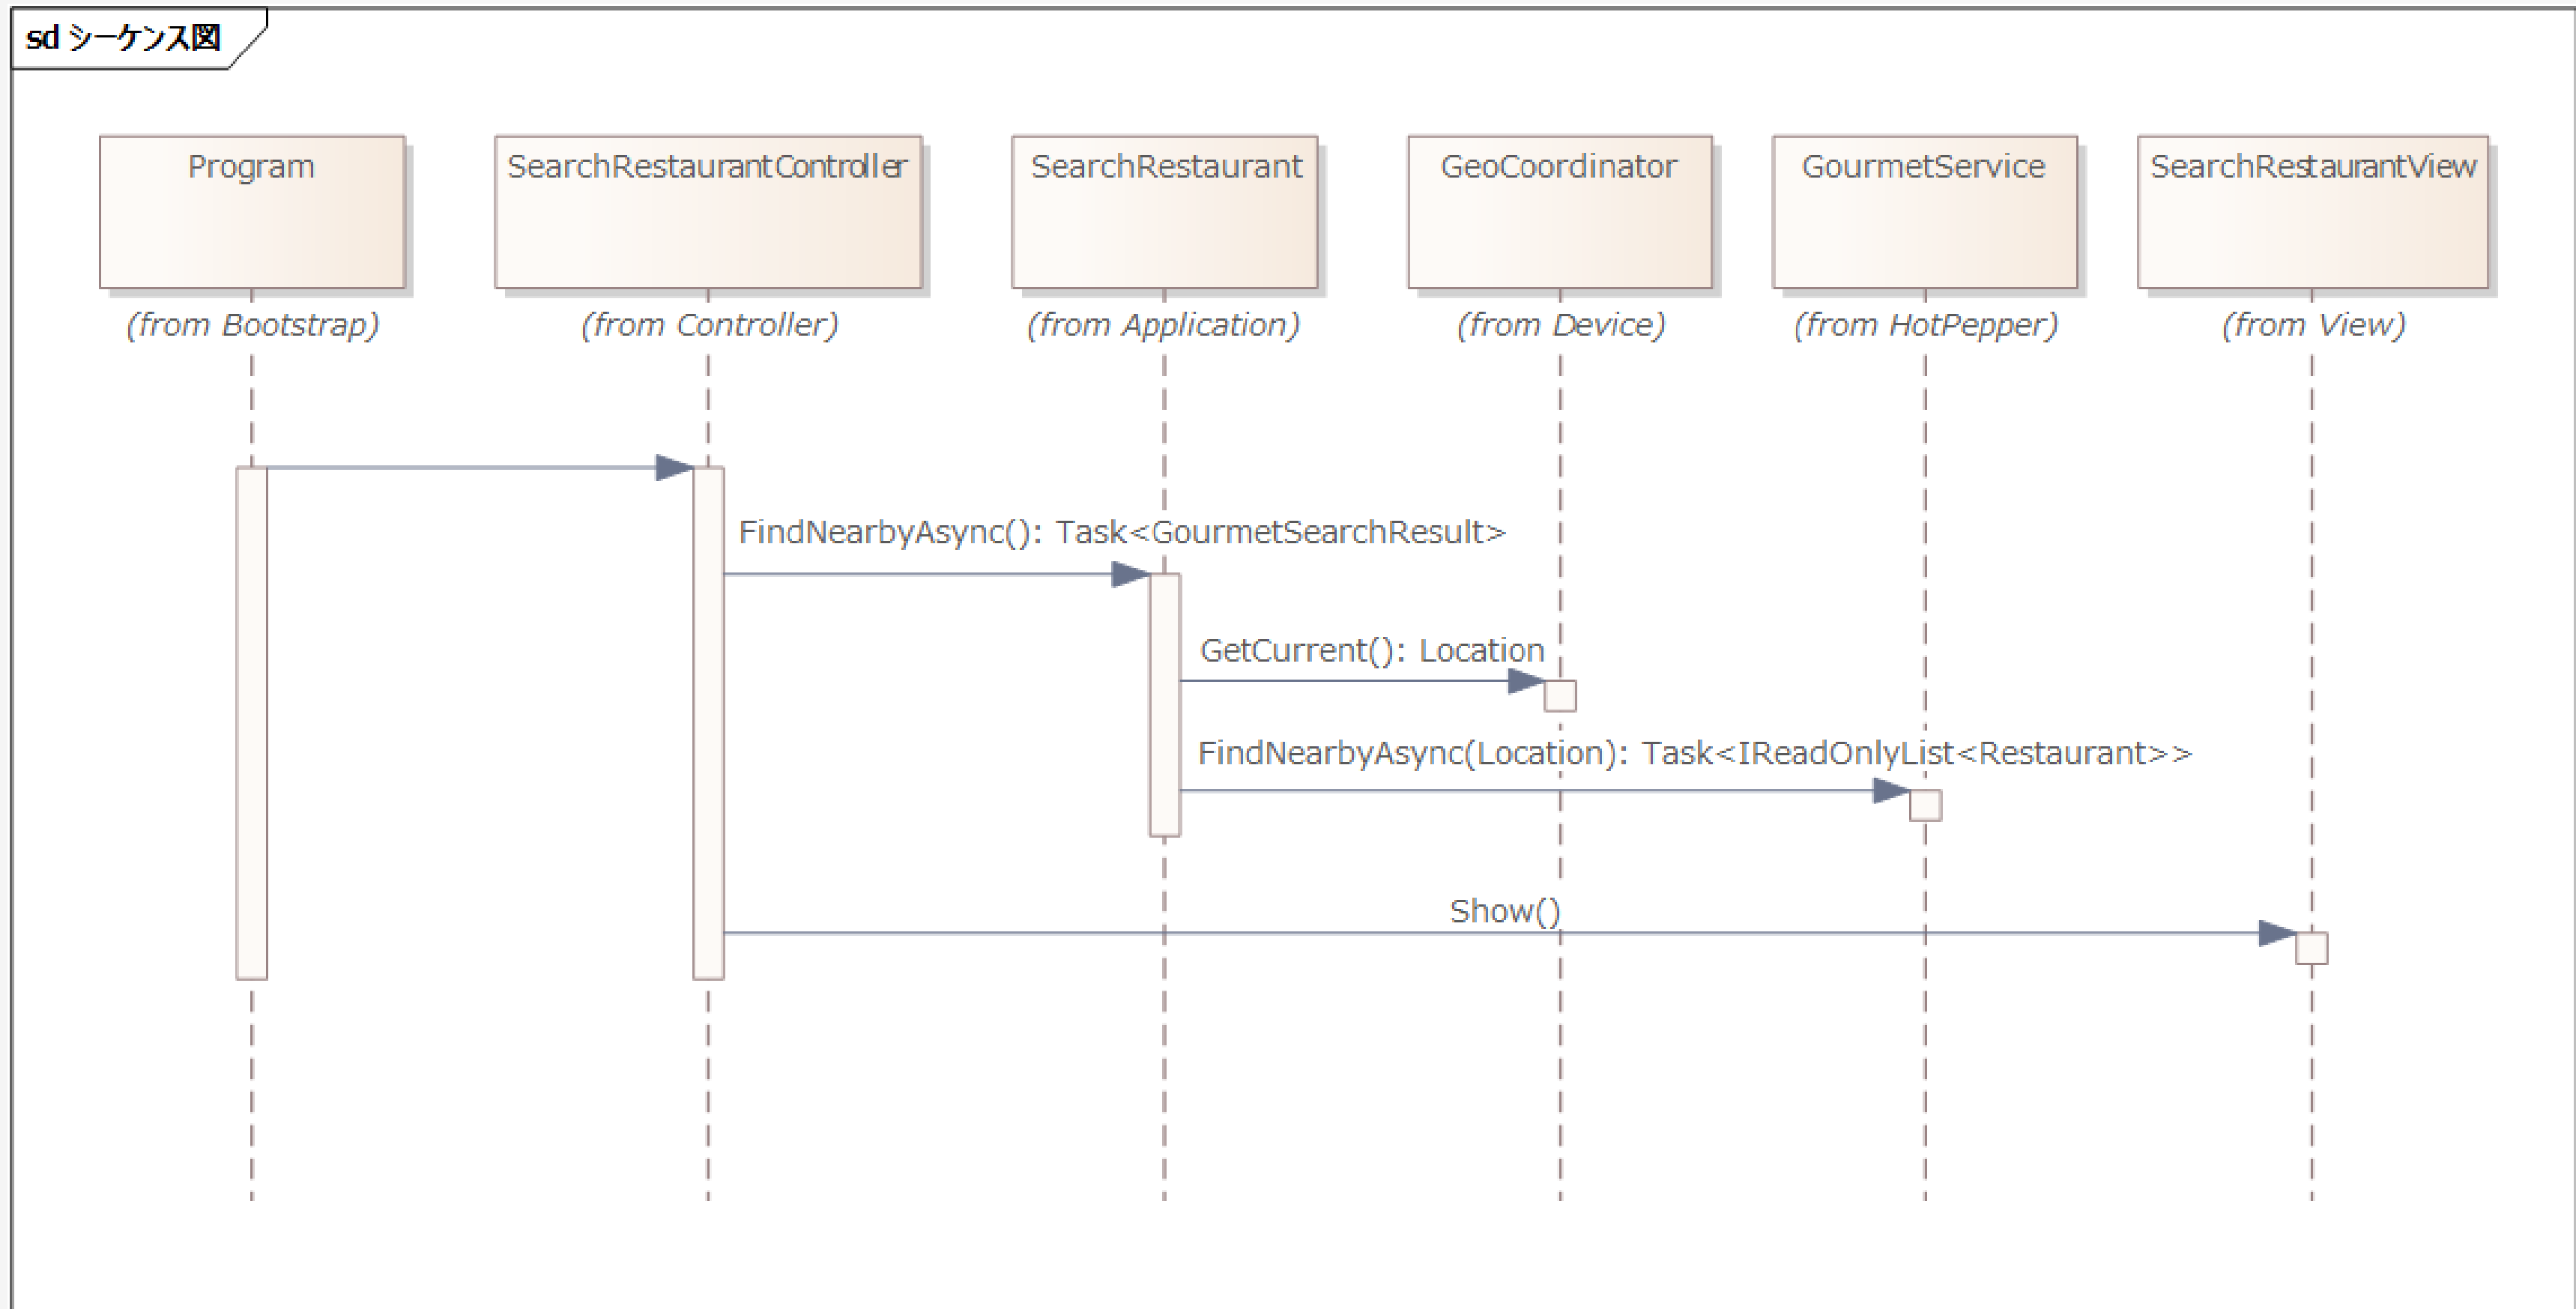 sd シーケンス図
Program
SearchRestaurantController
SearchRestaurant
GeoCoordinator
GourmetService
SearchRestaurantView
(from Bootstrap)
(from Controller)
(from Application)
(from Device)
(from HotPepper)
(from View)
FindNearbyAsync(): Task<GourmetSearchResult>
GetCurrent(): Location
FindNearbyAsync(Location): Task<IReadOnlyList<Restaurant>>
Show()